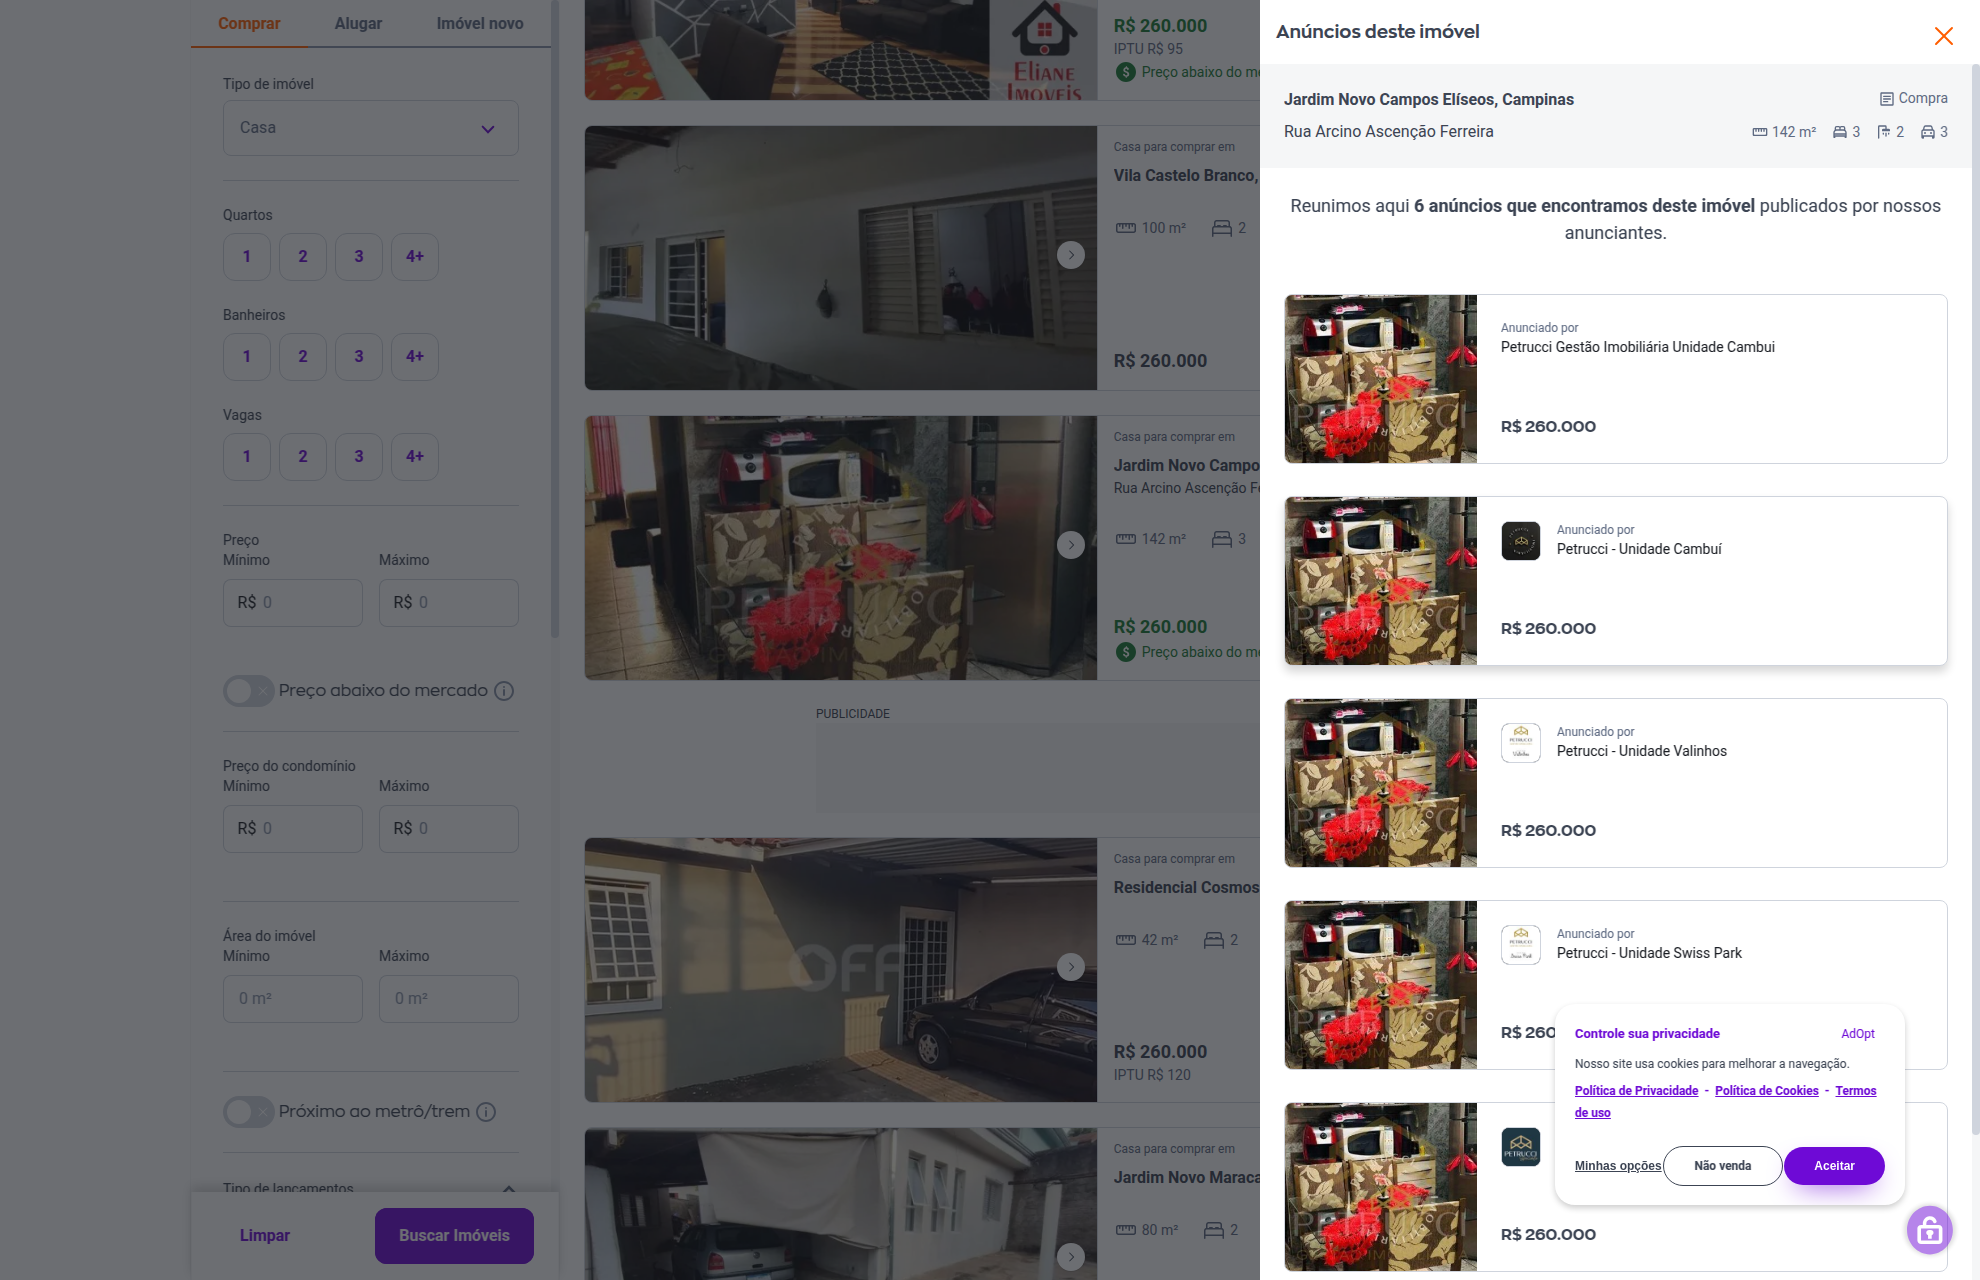 Comprar
Alugar
Imóvel novo
Tipo de imóvel
Casa
Quartos
1 2 3 4+
Banheiros
1 2 3 4+
Vagas
1 2 3 4+
Preço
Mínimo Máximo
R$ 0 R$ 0
Preço abaixo do mercado
Preço do condomínio
Mínimo Máximo
R$ 0 R$ 0
Área do imóvel
Mínimo Máximo
0 m² 0 m²
Próximo ao metrô/trem
Tipo de lançamentos
Limpar
Buscar Imóveis
ELIANE
IMOVEIS
R$ 260.000
IPTU R$ 95
Preço abaixo do me
Casa para comprar em
Vila Castelo Branco,
100 m² 2
R$ 260.000
Casa para comprar em
Jardim Novo Campo
Rua Arcino Ascenção Fe
142 m² 3
R$ 260.000
Preço abaixo do me
PETRUCCI
PUBLICIDADE
Casa para comprar em
Residencial Cosmos
42 m² 2
R$ 260.000
IPTU R$ 120
OFF
Casa para comprar em
Jardim Novo Maraca
80 m² 2
Anúncios deste imóvel
Jardim Novo Campos Elíseos, Campinas
Compra
Rua Arcino Ascenção Ferreira
142 m² 3 2 3
Reunimos aqui 6 anúncios que encontramos deste imóvel publicados por nossos
anunciantes.
Anunciado por
Petrucci Gestão Imobiliária Unidade Cambui
R$ 260.000
Anunciado por
Petrucci - Unidade Cambuí
R$ 260.000
Anunciado por
Petrucci - Unidade Valinhos
R$ 260.000
Anunciado por
Petrucci - Unidade Swiss Park
R$ 260
PETRUCCI
R$ 260.000
Controle sua privacidade
AdOpt
Nosso site usa cookies para melhorar a navegação.
Política de Privacidade - Política de Cookies - Termos
de uso
Minhas opções
Não venda
Aceitar